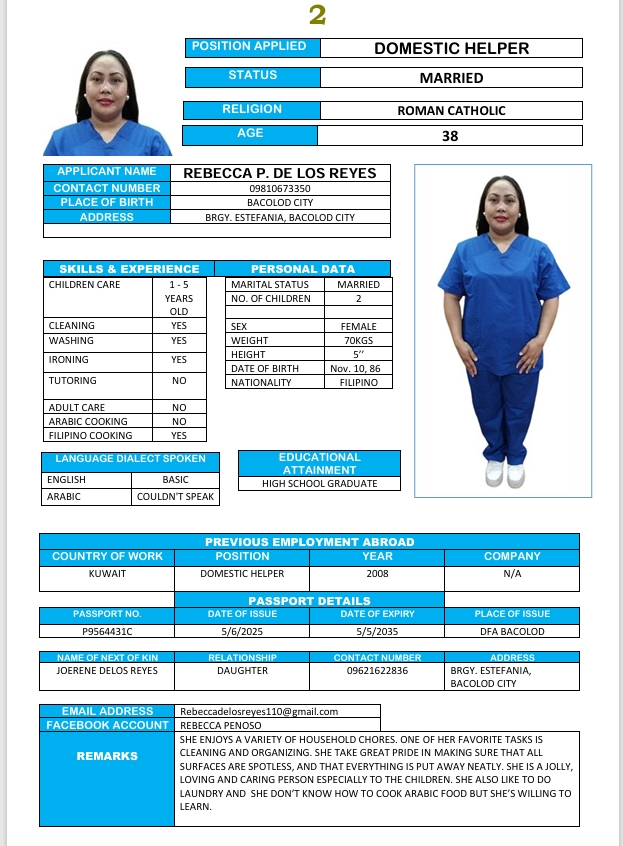 2
POSITION APPLIED DOMESTIC HELPER
STATUS MARRIED
RELIGION ROMAN CATHOLIC
AGE 38
APPLICANT NAME REBECCA P. DE LOS REYES
CONTACT NUMBER 09810673350
PLACE OF BIRTH BACOLOD CITY
ADDRESS BRGY. ESTEFANIA, BACOLOD CITY
SKILLS & EXPERIENCE
CHILDREN CARE 1 - 5
YEARS
OLD
CLEANING YES
WASHING YES
IRONING YES
TUTORING NO
ADULT CARE NO
ARABIC COOKING NO
FILIPINO COOKING YES
PERSONAL DATA
MARITAL STATUS MARRIED
NO. OF CHILDREN 2
SEX FEMALE
WEIGHT 70KGS
HEIGHT 5’’
DATE OF BIRTH Nov. 10, 86
NATIONALITY FILIPINO
LANGUAGE DIALECT SPOKEN
ENGLISH BASIC
ARABIC COULDN'T SPEAK
EDUCATIONAL
ATTAINMENT
HIGH SCHOOL GRADUATE
PREVIOUS EMPLOYMENT ABROAD
COUNTRY OF WORK POSITION YEAR COMPANY
KUWAIT DOMESTIC HELPER 2008 N/A
PASSPORT DETAILS
PASSPORT NO. DATE OF ISSUE DATE OF EXPIRY PLACE OF ISSUE
P9564431C 5/6/2025 5/5/2035 DFA BACOLOD
NAME OF NEXT OF KIN RELATIONSHIP CONTACT NUMBER ADDRESS
JOERENE DELOS REYES DAUGHTER 09621622836 BRGY. ESTEFANIA,
BACOLOD CITY
EMAIL ADDRESS Rebeccadelosreyes110@gmail.com
FACEBOOK ACCOUNT REBECCA PENOSO
REMARKS
SHE ENJOYS A VARIETY OF HOUSEHOLD CHORES. ONE OF HER FAVORITE TASKS IS
CLEANING AND ORGANIZING. SHE TAKE GREAT PRIDE IN MAKING SURE THAT ALL
SURFACES ARE SPOTLESS, AND THAT EVERYTHING IS PUT AWAY NEATLY. SHE IS A JOLLY,
LOVING AND CARING PERSON ESPECIALLY TO THE CHILDREN. SHE ALSO LIKE TO DO
LAUNDRY AND SHE DON'T KNOW HOW TO COOK ARABIC FOOD BUT SHE'S WILLING TO
LEARN.